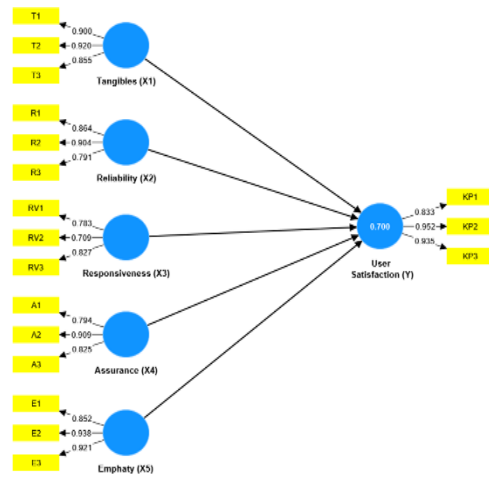 T1
0.900
T2
0.920
0.855
T3
Tangibles (X1)
R1
0.864
R2
0.904
0.791
R3
Reliability (X2)
RV1
0.783
RV2
0.709
0.827
RV3
Responsiveness (X3)
A1
0.794
A2
0.909
0.825
A3
Assurance (X4)
E1
0.852
E2
0.938
0.921
E3
Emphaty (X5)
0.700
User
Satisfaction (Y)
KP1
0.833
0.952
KP2
0.935
KP3